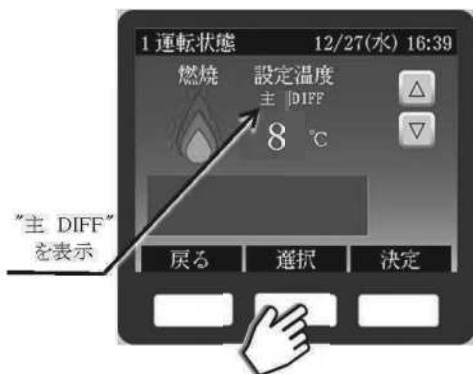 1 運転状態 12/27(水) 16:39
燃焼 設定温度
主 DIFF
△
8 ℃
▽
"主 DIFF"
を表示
戻る 選択 決定